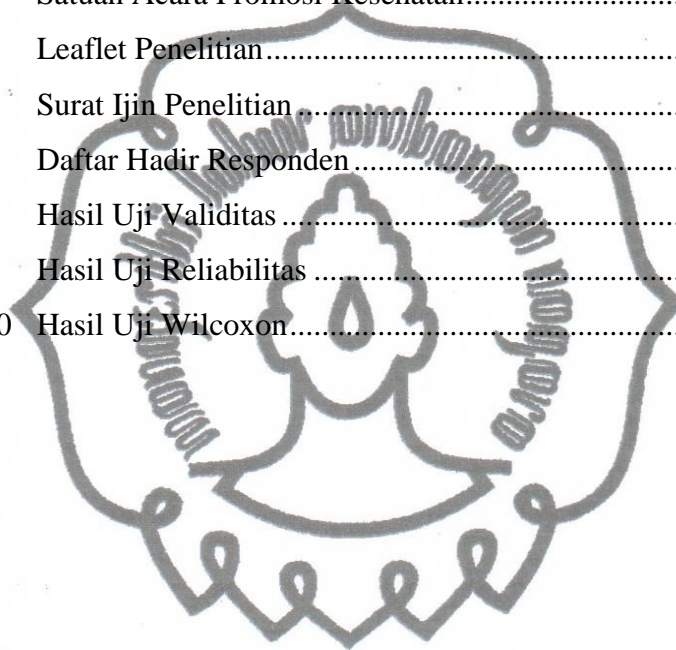 Satuan Acara Promosi Kesehatan................................
Leaflet Penelitian................................................................
Surat Ijin Penelitian ...........................................................
Daftar Hadir Responden ....................................................
Hasil Uji Validitas .............................................................
Hasil Uji Reliabilitas .........................................................
0 Hasil Uji Wilcoxon.............................................................